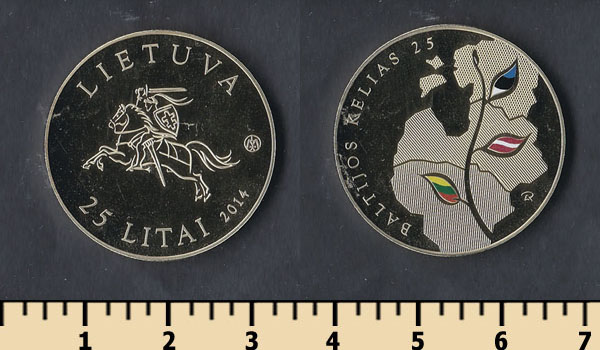 LIETUVA
25 LITAI 2014
BALTIJOS KELIAS 25
1 2 3 4 5 6 7